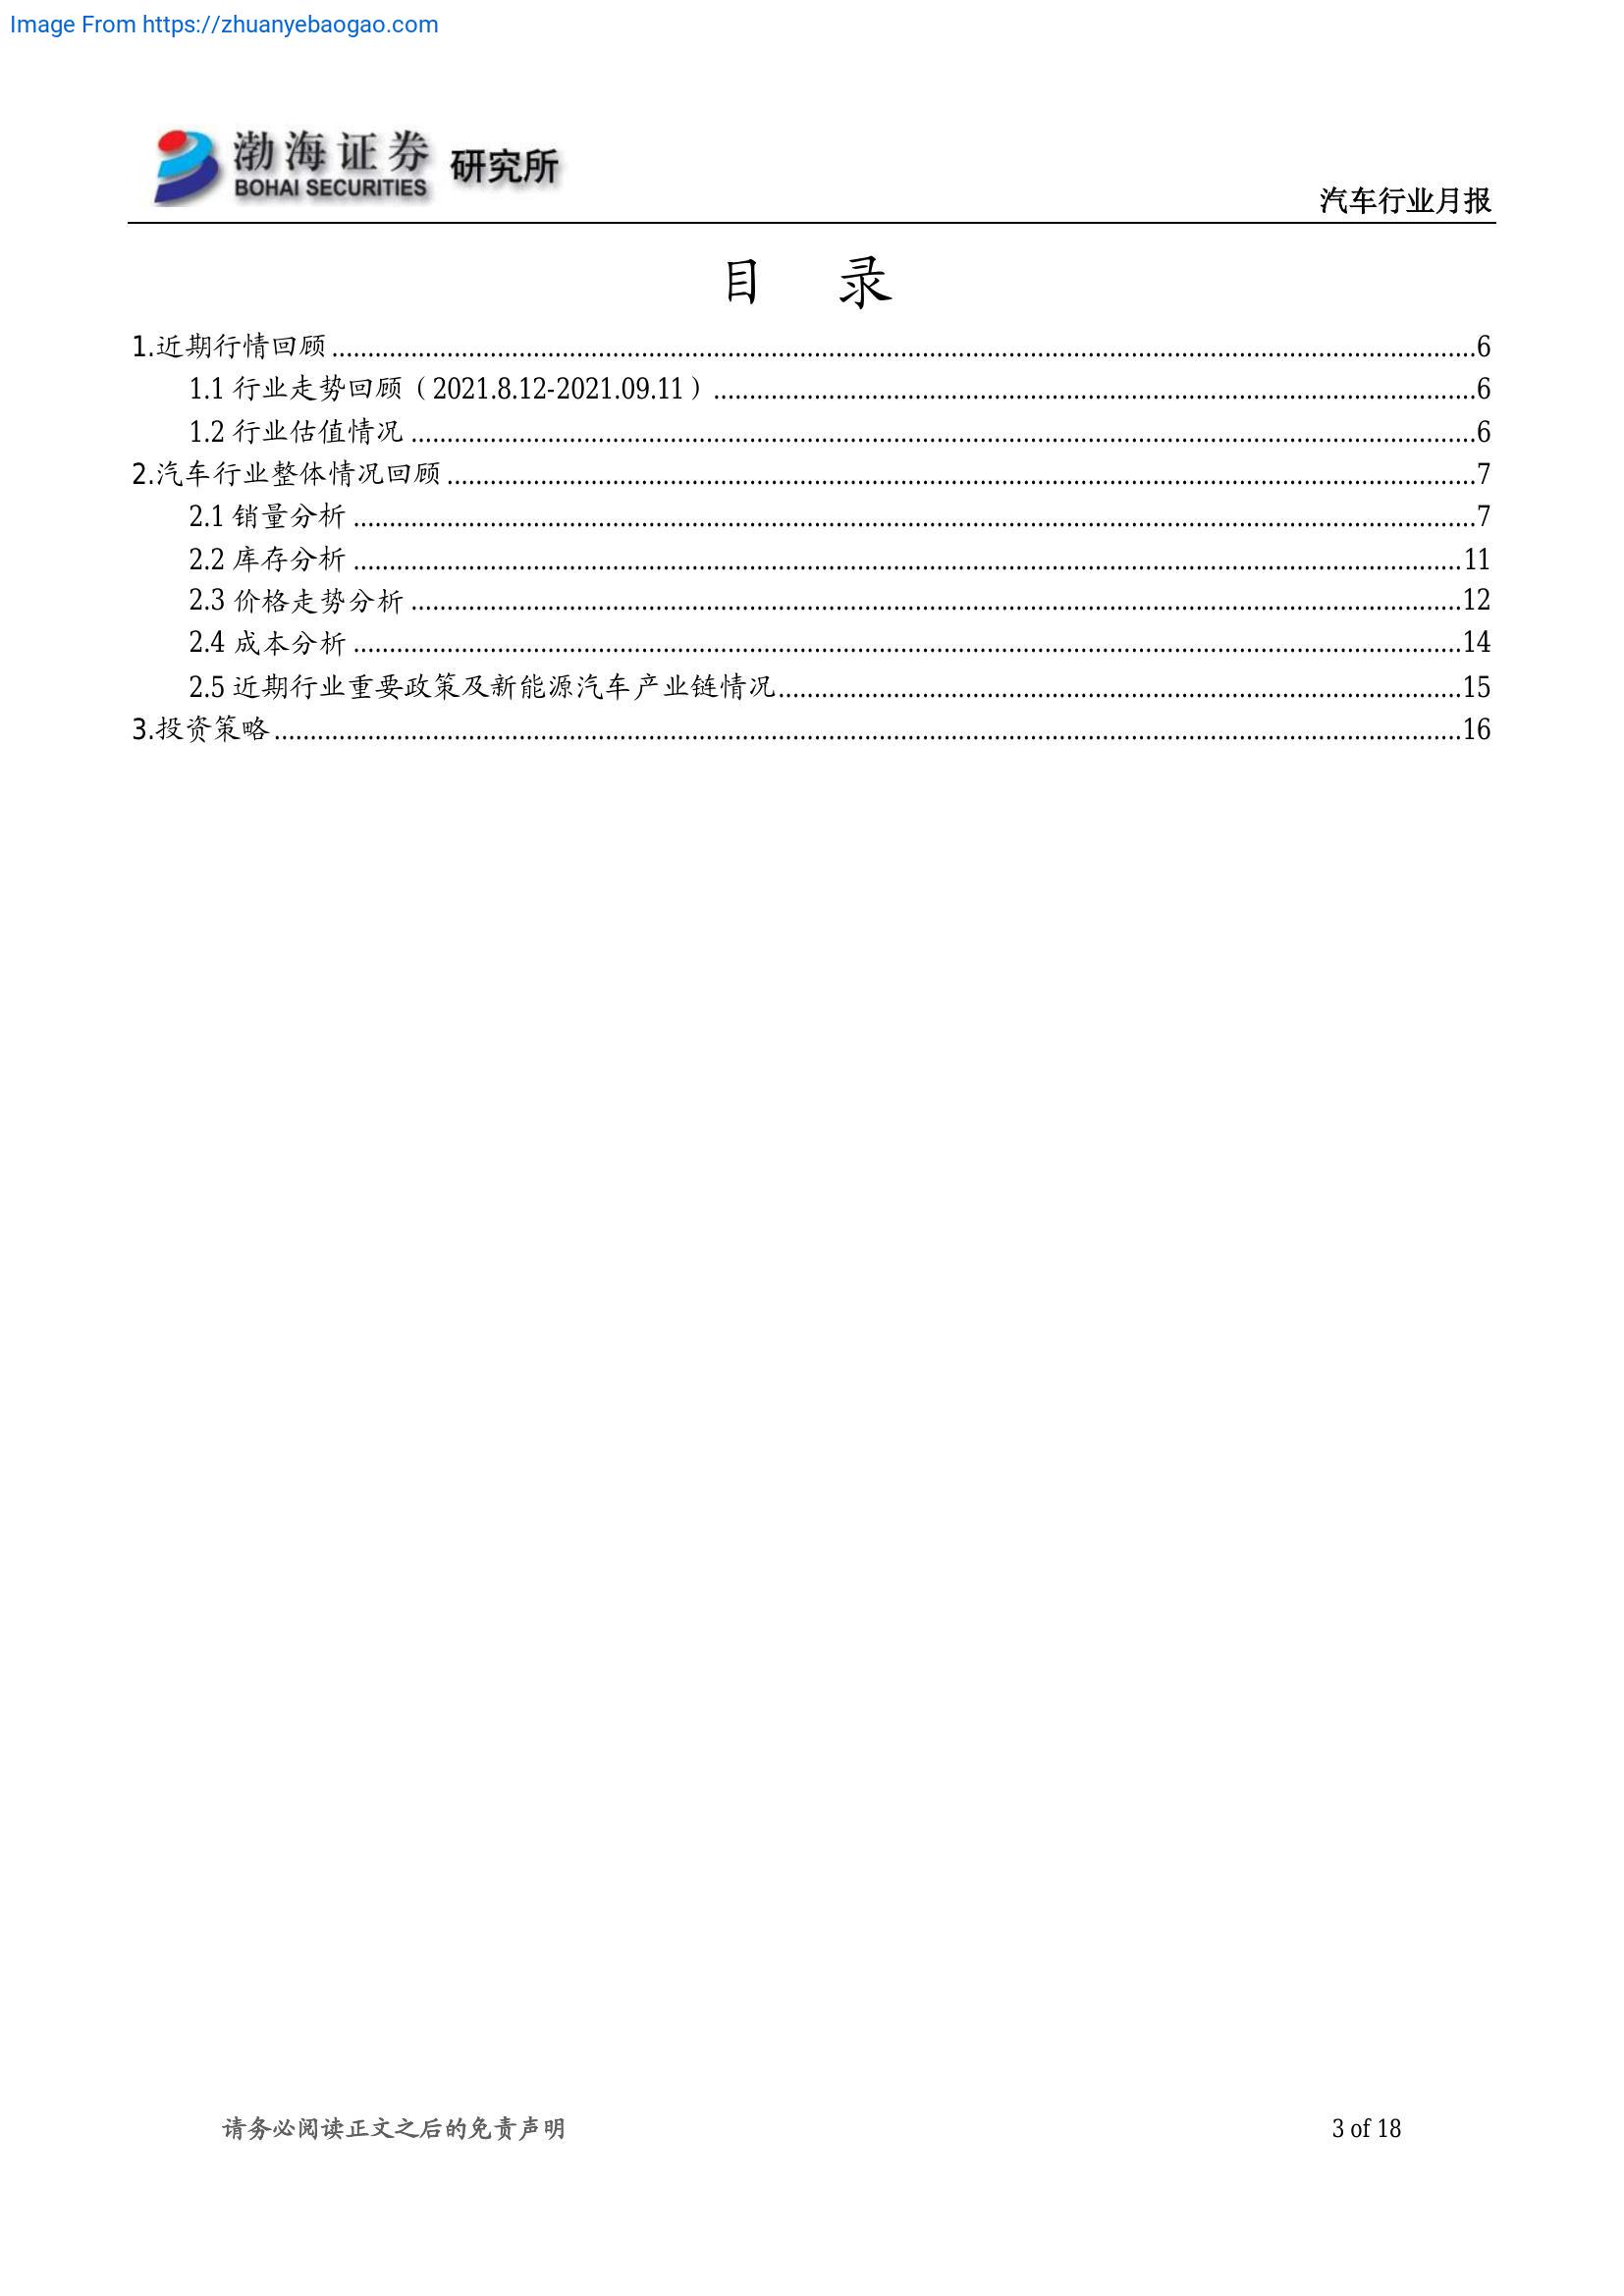 Image From https://zhuanyebaogao.com
渤海证券 研究所
BOHAI SECURITIES
汽车行业月报
目 录
1.近期行情回顾........................................6
1.1 行业走势回顾（2021.8.12-2021.09.11）........................................6
1.2 行业估值情况........................................6
2.汽车行业整体情况回顾........................................7
2.1 销量分析........................................7
2.2 库存分析........................................11
2.3 价格走势分析........................................12
2.4 成本分析........................................14
2.5 近期行业重要政策及新能源汽车产业链情况........................................15
3.投资策略........................................16
请务必阅读正文之后的免责声明 3 of 18